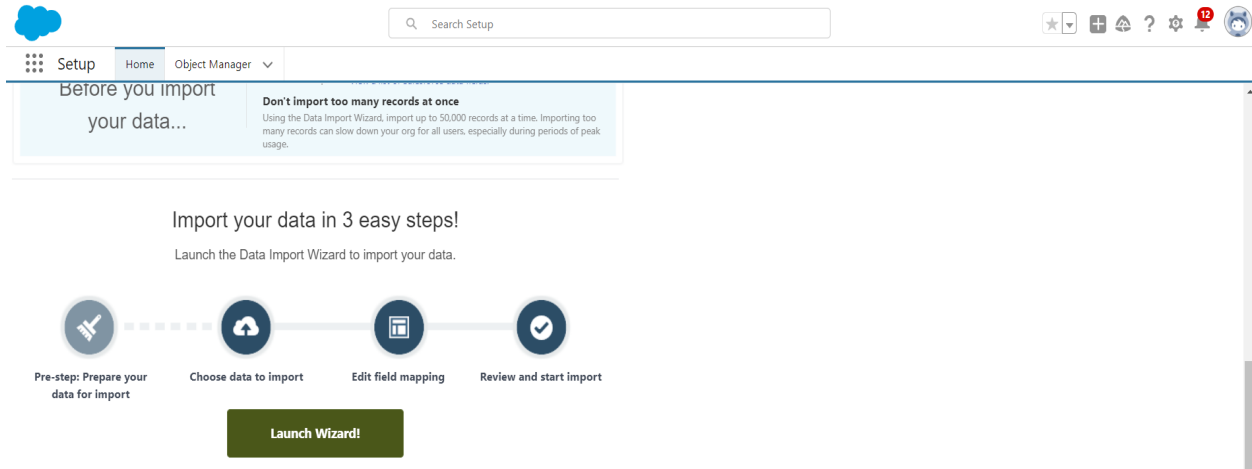 Search Setup
12
Setup
Home
Object Manager
Before you import
your data...
Don't import too many records at once
Using the Data Import Wizard, import up to 50,000 records at a time. Importing too
many records can slow down your org for all users, especially during periods of peak
usage.
Import your data in 3 easy steps!
Launch the Data Import Wizard to import your data.
Pre-step: Prepare your
data for import
Choose data to import
Edit field mapping
Review and start import
Launch Wizard!